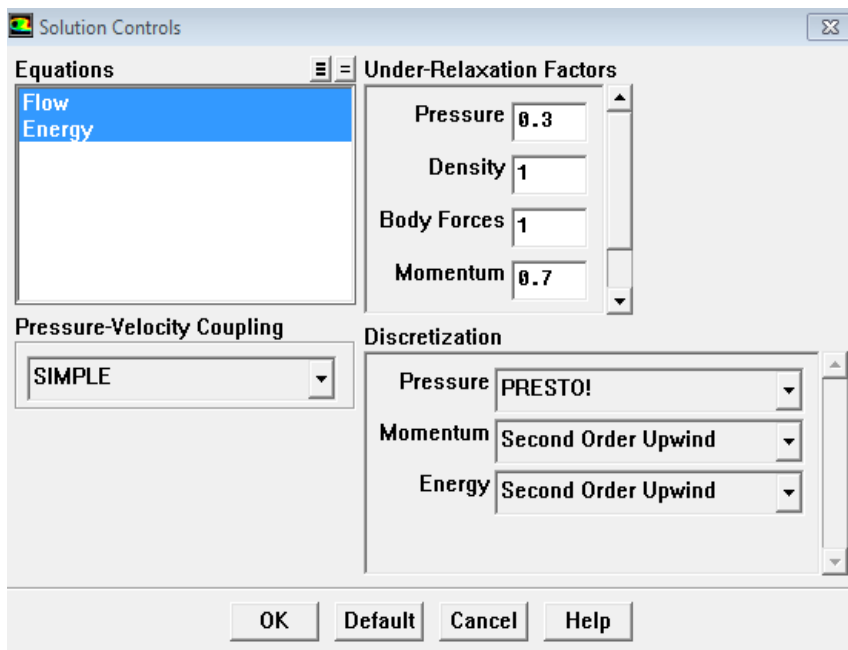 Solution Controls
Equations
Flow
Energy
Under-Relaxation Factors
Pressure 0.3
Density 1
Body Forces 1
Momentum 0.7
Pressure-Velocity Coupling
SIMPLE
Discretization
Pressure PRESTO!
Momentum Second Order Upwind
Energy Second Order Upwind
OK Default Cancel Help